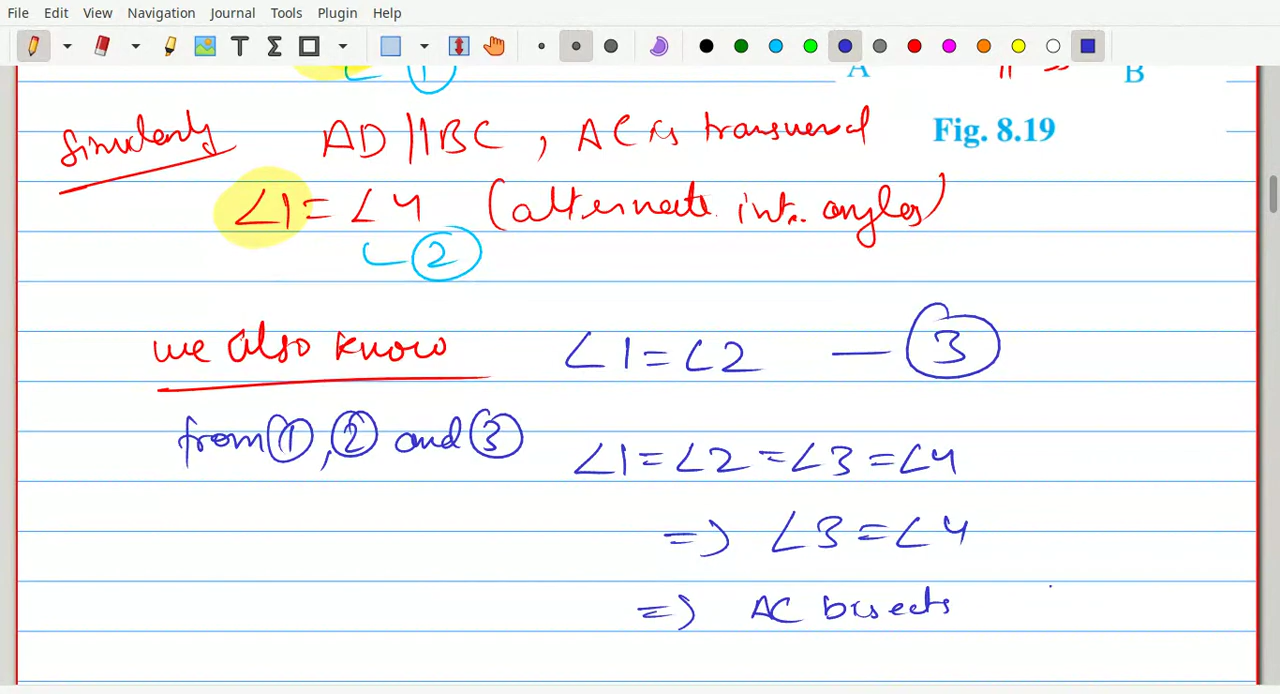 File Edit View Navigation Journal Tools Plugin Help
① A B
Similarly AD || BC, AC is transversal Fig. 8.19
∠1 = ∠4 (alternate int. angles)
— ②
we also know ∠1 = ∠2 — ③
from ①, ② and ③ ∠1 = ∠2 = ∠3 = ∠4
=> ∠3 = ∠4
=> AC bisects